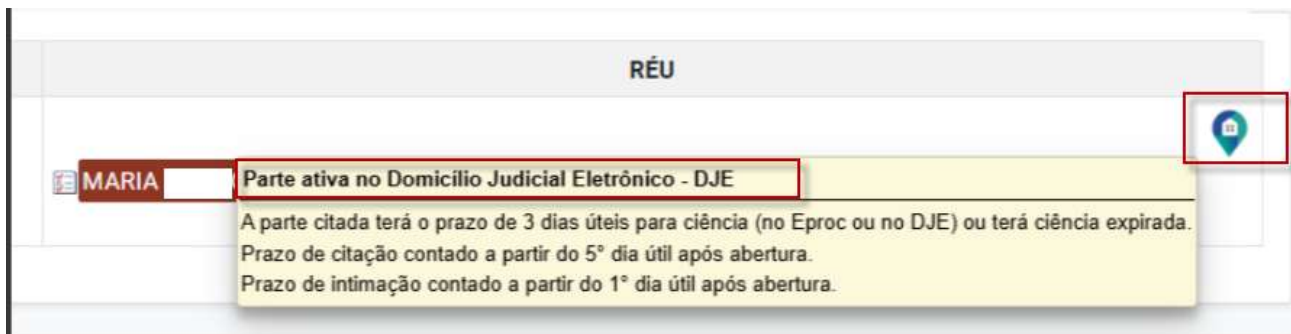 RÉU
MARIA
Parte ativa no Domicílio Judicial Eletrônico - DJE
A parte citada terá o prazo de 3 dias úteis para ciência (no Eproc ou no DJE) ou terá ciência expirada.
Prazo de citação contado a partir do 5° dia útil após abertura.
Prazo de intimação contado a partir do 1° dia útil após abertura.